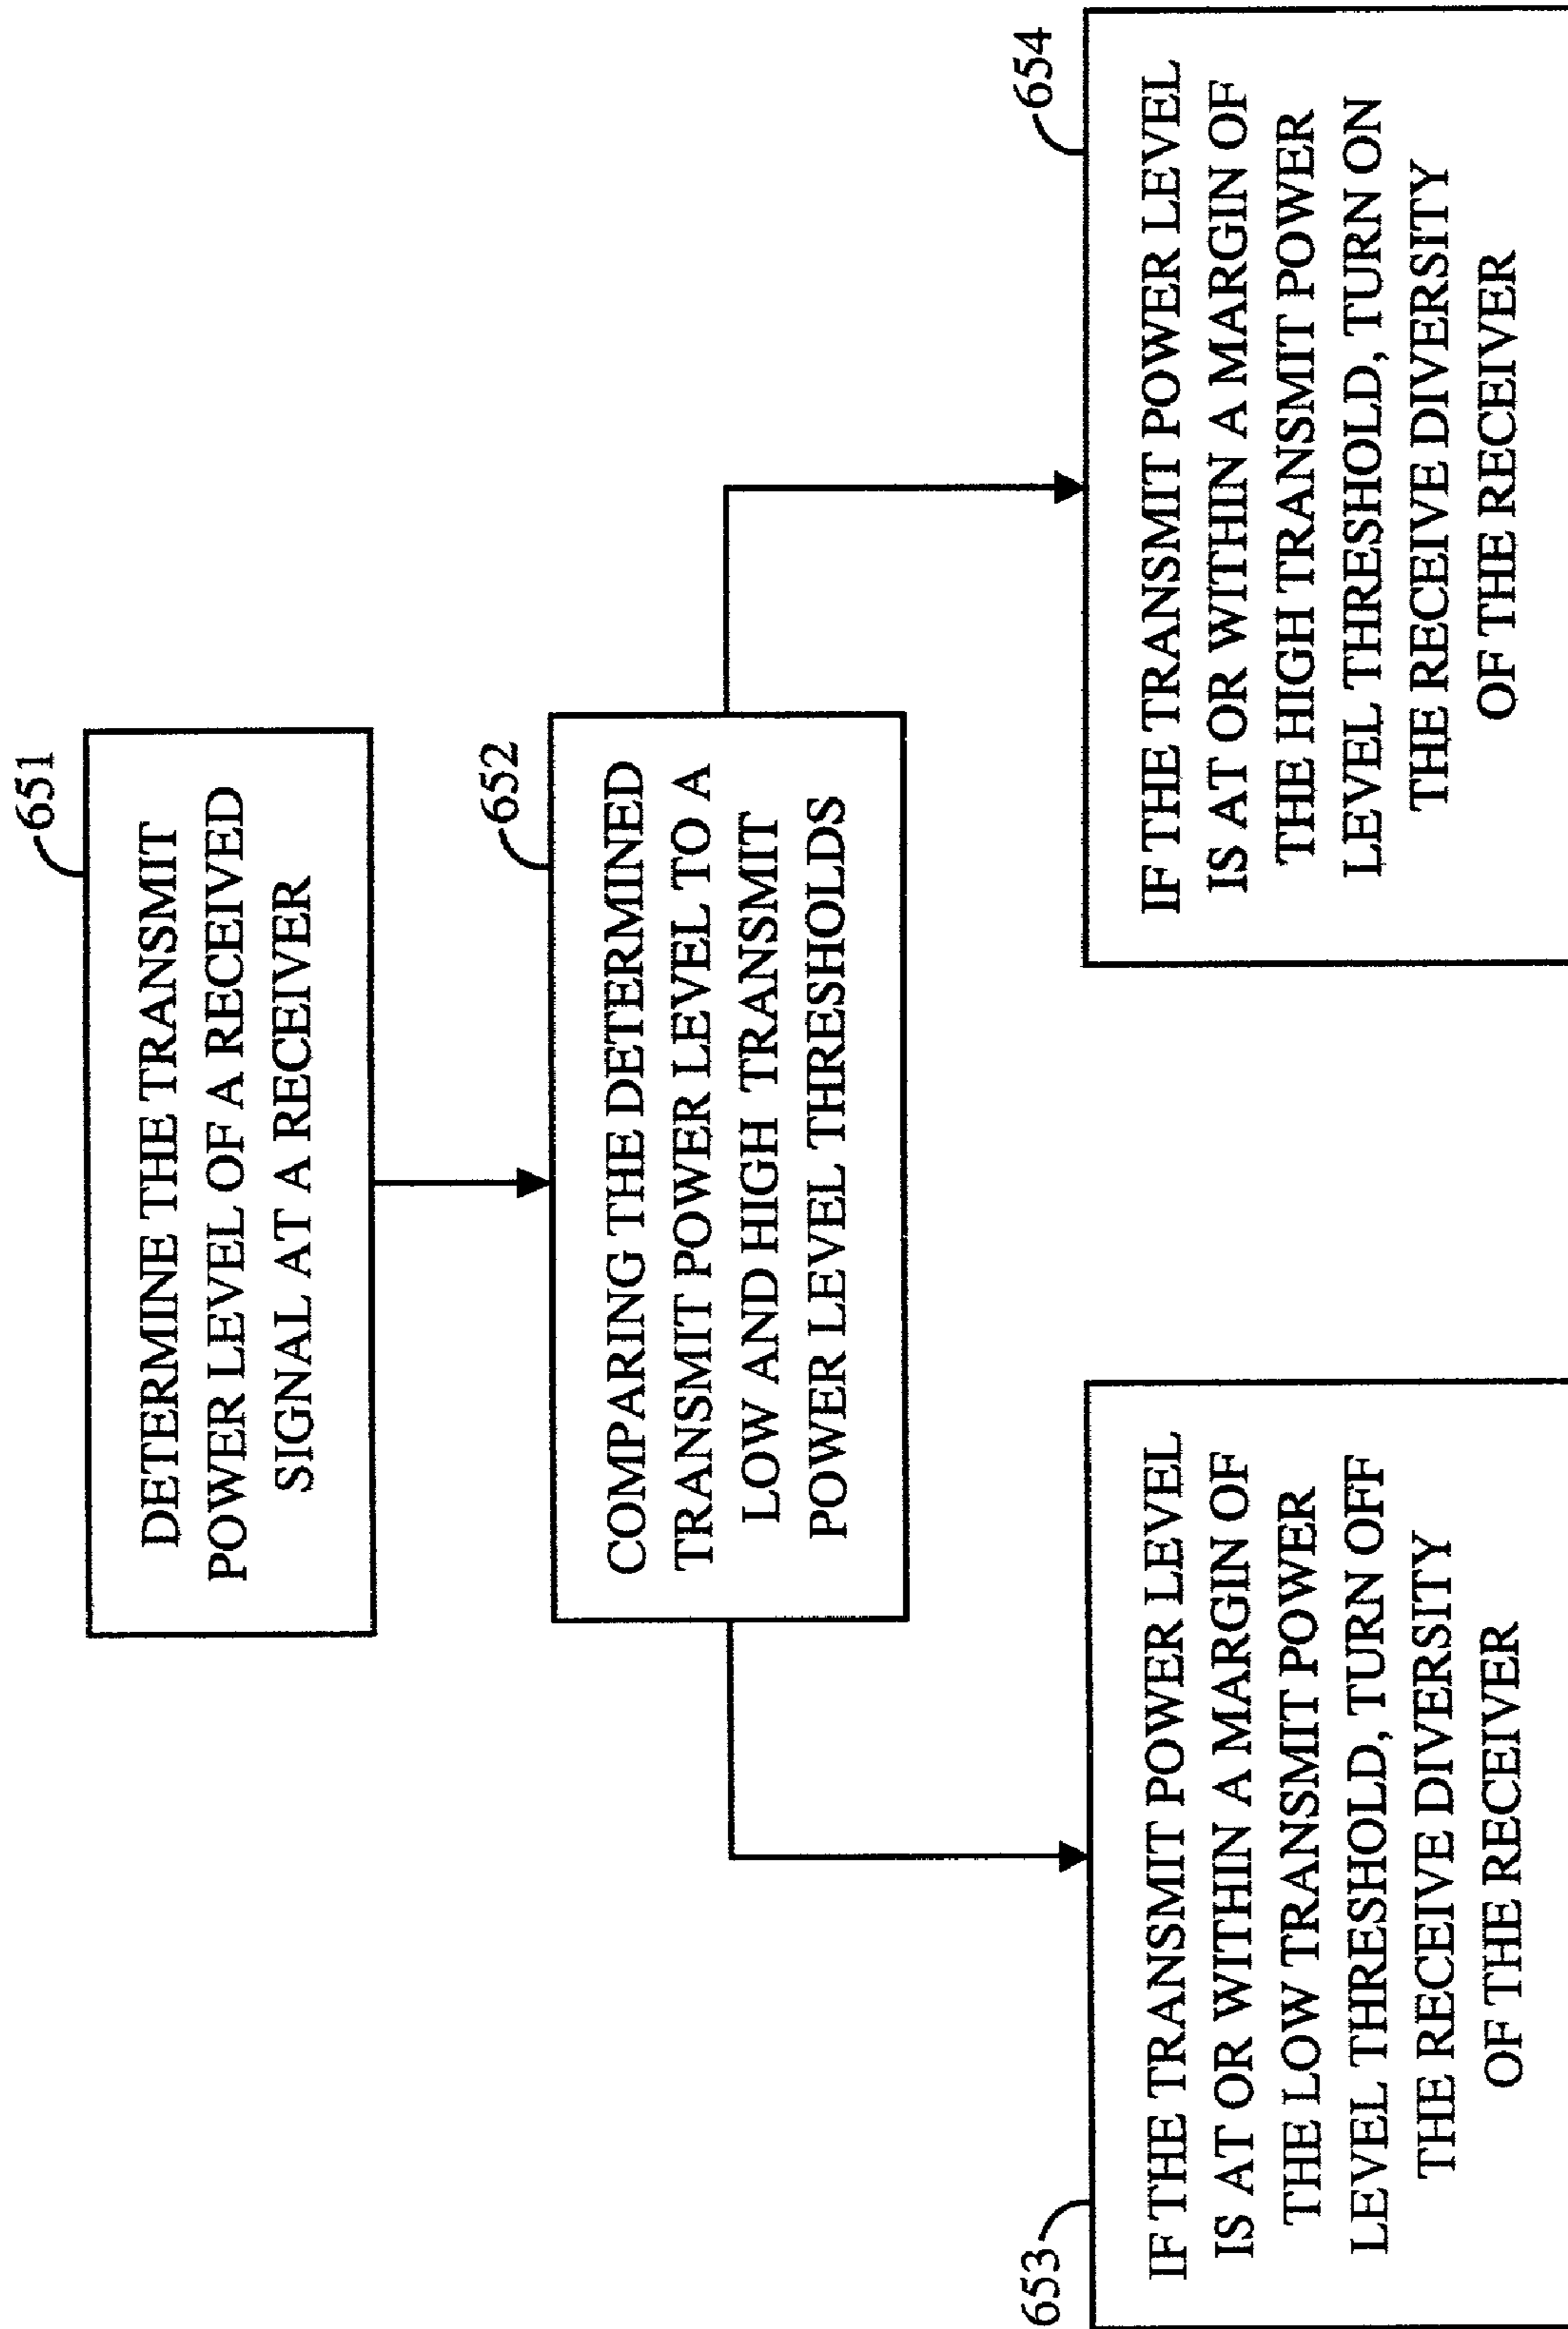 651
DETERMINE THE TRANSMIT
POWER LEVEL OF A RECEIVED
SIGNAL AT A RECEIVER
652
COMPARING THE DETERMINED
TRANSMIT POWER LEVEL TO A
LOW AND HIGH TRANSMIT
POWER LEVEL THRESHOLDS
653
IF THE TRANSMIT POWER LEVEL
IS AT OR WITHIN A MARGIN OF
THE LOW TRANSMIT POWER
LEVEL THRESHOLD, TURN OFF
THE RECEIVE DIVERSITY
OF THE RECEIVER
654
IF THE TRANSMIT POWER LEVEL
IS AT OR WITHIN A MARGIN OF
THE HIGH TRANSMIT POWER
LEVEL THRESHOLD, TURN ON
THE RECEIVE DIVERSITY
OF THE RECEIVER